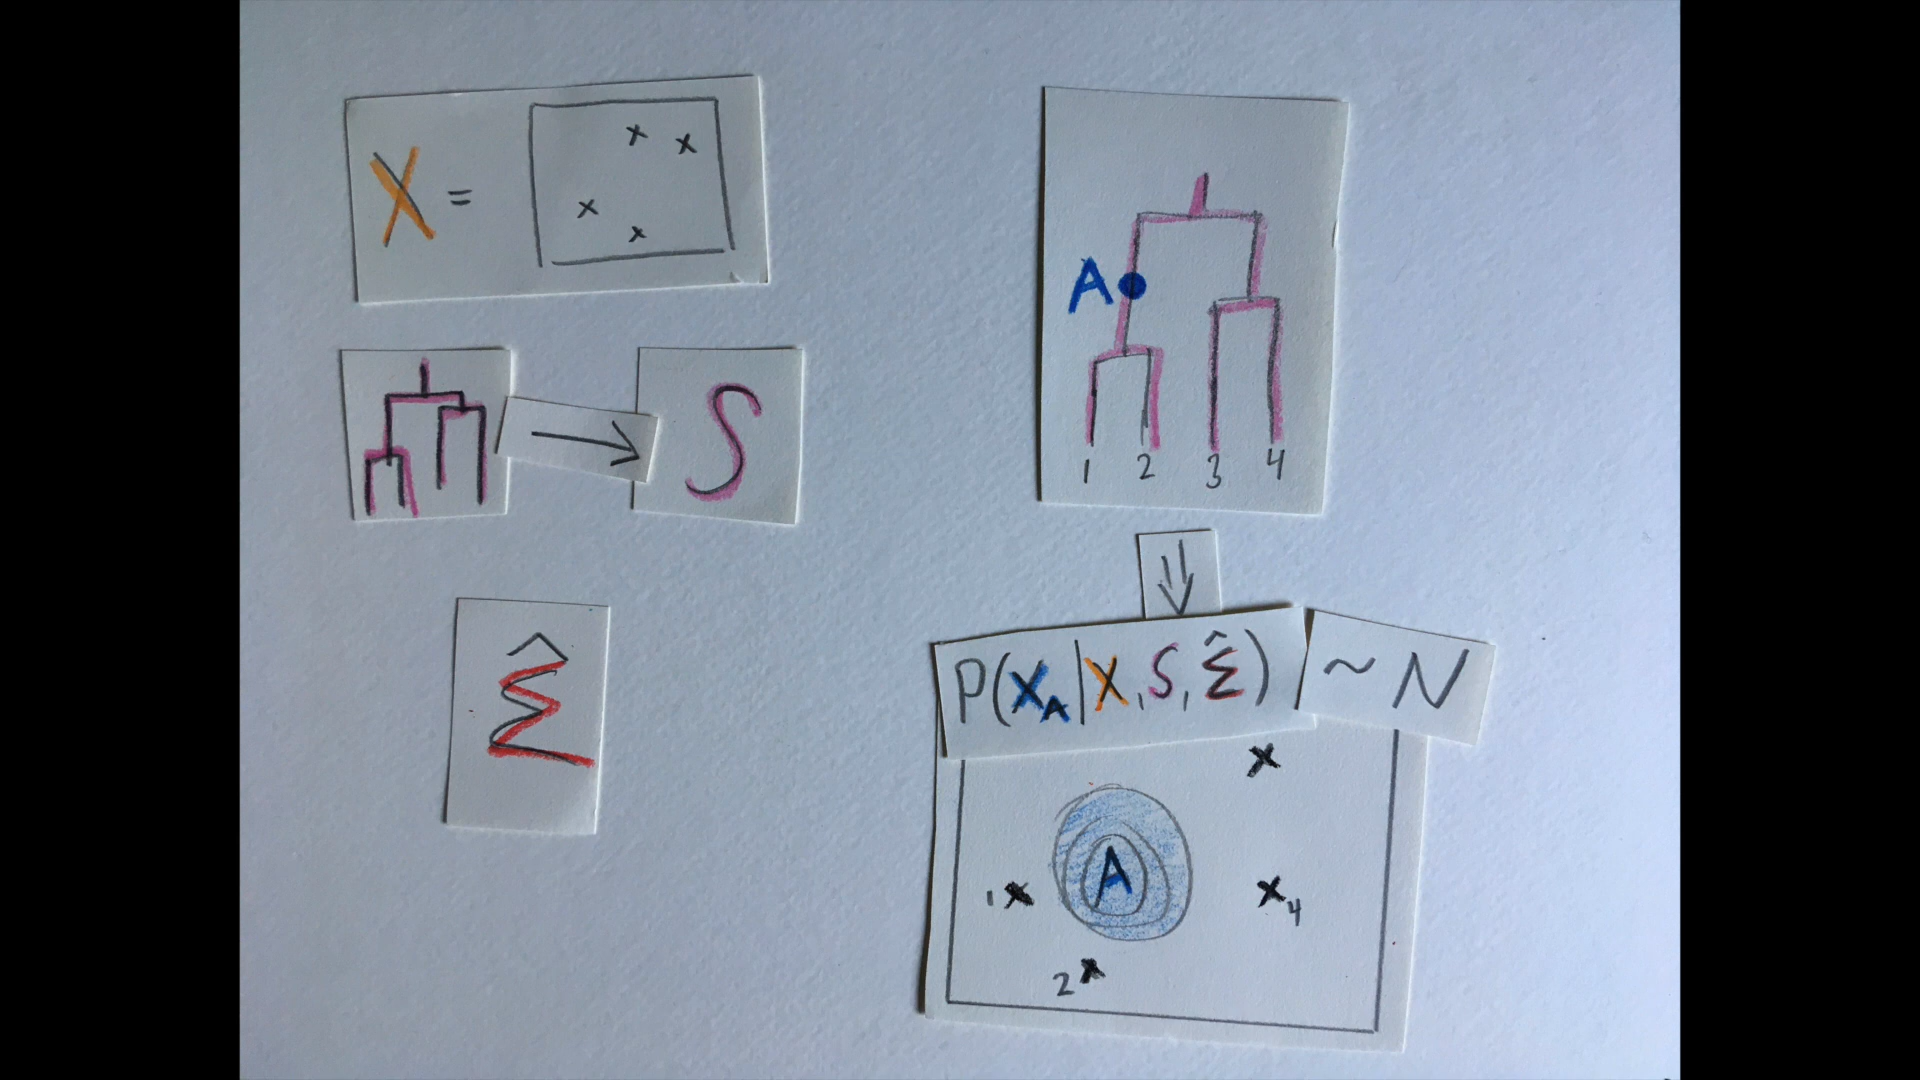 X =
x x
x
x
→ S
Σ̂
A
1 2 3 4
⇓
P(X_A|X,S,Σ̂) ~ N
x
A
1 x
x 4
2 x